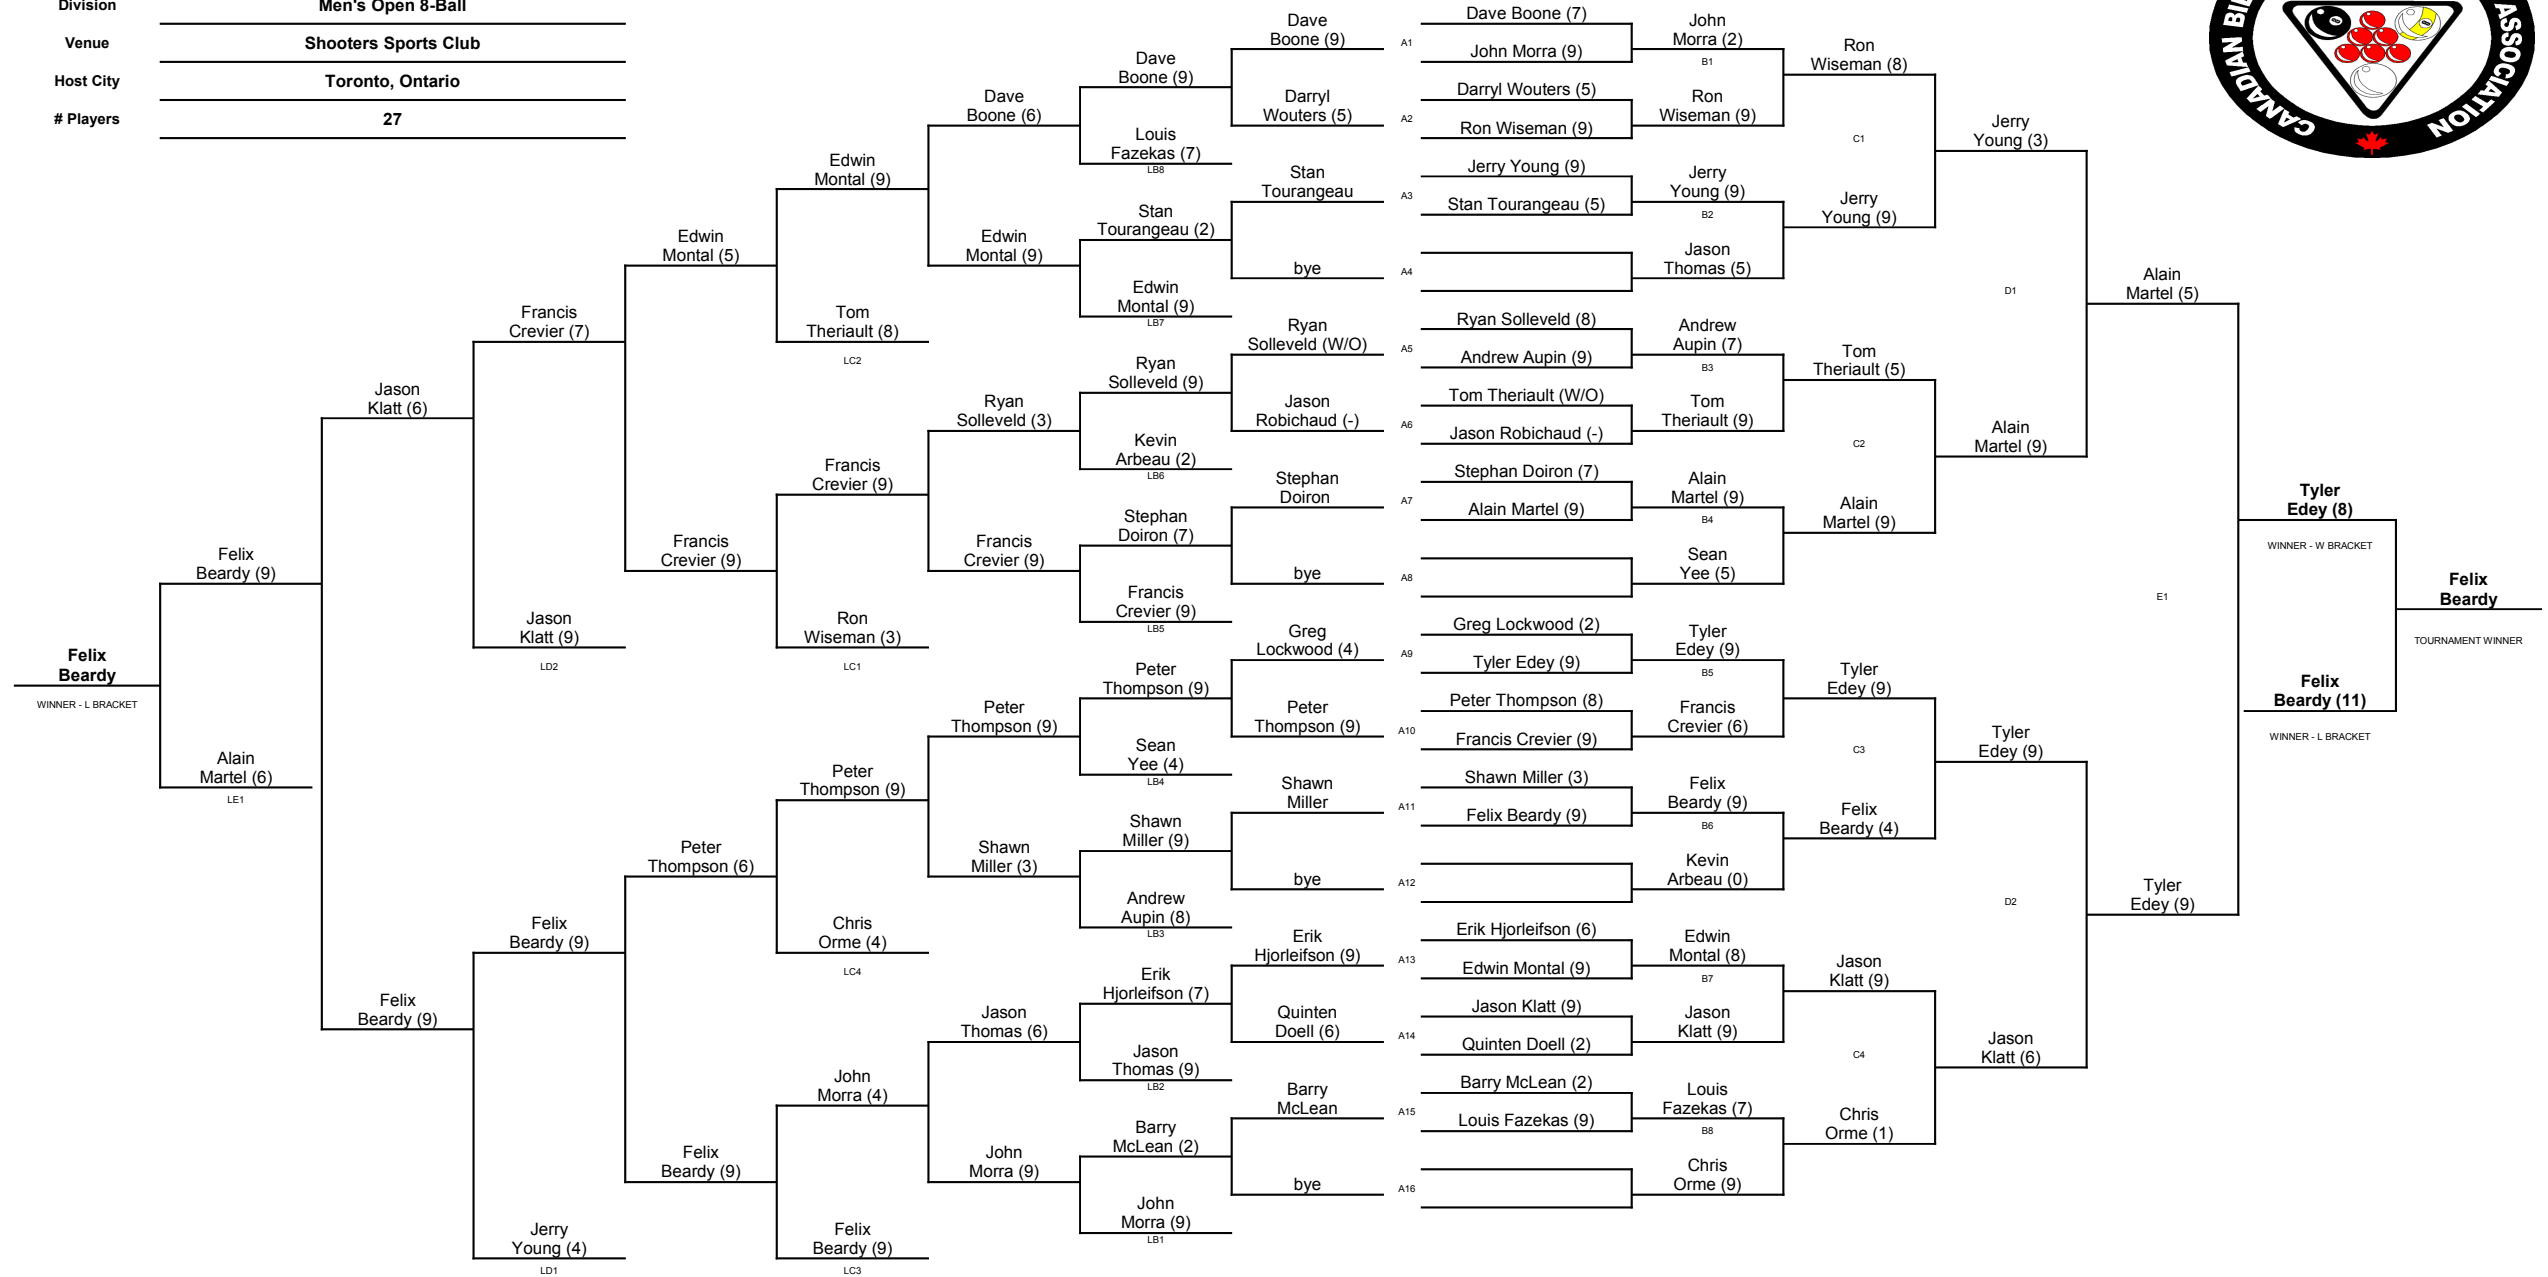 Division
Men's Open 8-Ball
Venue
Shooters Sports Club
Host City
Toronto, Ontario
# Players
27
CANADIAN
ASSOCIATION
Felix
Beardy
WINNER - L BRACKET
Felix
Beardy (9)
Alain
Martel (6)
LE1
Jason
Klatt (6)
Felix
Beardy (9)
Francis
Crevier (7)
Jason
Klatt (9)
LD2
Felix
Beardy (9)
Jerry
Young (4)
LD1
Edwin
Montal (5)
Francis
Crevier (9)
Peter
Thompson (6)
Felix
Beardy (9)
Edwin
Montal (9)
Tom
Theriault (8)
LC2
Francis
Crevier (9)
Ron
Wiseman (3)
LC1
Peter
Thompson (9)
Chris
Orme (4)
LC4
John
Morra (4)
Felix
Beardy (9)
LC3
Dave
Boone (6)
Edwin
Montal (9)
Ryan
Solleveld (3)
Francis
Crevier (9)
Peter
Thompson (9)
Shawn
Miller (3)
Jason
Thomas (6)
John
Morra (9)
Dave
Boone (9)
Louis
Fazekas (7)
LB8
Stan
Tourangeau (2)
Edwin
Montal (9)
LB7
Ryan
Solleveld (9)
Kevin
Arbeau (2)
LB6
Stephan
Doiron (7)
Francis
Crevier (9)
LB5
Peter
Thompson (9)
Sean
Yee (4)
LB4
Shawn
Miller (9)
Andrew
Aupin (8)
LB3
Erik
Hjorleifson (7)
Jason
Thomas (9)
LB2
Barry
McLean (2)
John
Morra (9)
LB1
Dave
Boone (9)
Darryl
Wouters (5)
Stan
Tourangeau
bye
Ryan
Solleveld (W/O)
Jason
Robichaud (-)
Stephan
Doiron
bye
Greg
Lockwood (4)
Peter
Thompson (9)
Shawn
Miller
bye
Erik
Hjorleifson (9)
Quinten
Doell (6)
Barry
McLean
bye
A1
A2
A3
A4
A5
A6
A7
A8
A9
A10
A11
A12
A13
A14
A15
A16
Dave Boone (7)
John Morra (9)
Darryl Wouters (5)
Ron Wiseman (9)
Jerry Young (9)
Stan Tourangeau (5)
Ryan Solleveld (8)
Andrew Aupin (9)
Tom Theriault (W/O)
Jason Robichaud (-)
Stephan Doiron (7)
Alain Martel (9)
Greg Lockwood (2)
Tyler Edey (9)
Peter Thompson (8)
Francis Crevier (9)
Shawn Miller (3)
Felix Beardy (9)
Erik Hjorleifson (6)
Edwin Montal (9)
Jason Klatt (9)
Quinten Doell (2)
Barry McLean (2)
Louis Fazekas (9)
John
Morra (2)
B1
Ron
Wiseman (9)
Jerry
Young (9)
B2
Jason
Thomas (5)
Andrew
Aupin (7)
B3
Tom
Theriault (9)
Alain
Martel (9)
B4
Sean
Yee (5)
Tyler
Edey (9)
B5
Francis
Crevier (6)
Felix
Beardy (9)
B6
Kevin
Arbeau (0)
Edwin
Montal (8)
B7
Jason
Klatt (9)
Louis
Fazekas (7)
B8
Chris
Orme (9)
Ron
Wiseman (8)
C1
Jerry
Young (9)
Tom
Theriault (5)
C2
Alain
Martel (9)
Tyler
Edey (9)
C3
Felix
Beardy (4)
Jason
Klatt (9)
C4
Chris
Orme (1)
Jerry
Young (3)
D1
Alain
Martel (9)
Tyler
Edey (9)
D2
Jason
Klatt (6)
Alain
Martel (5)
E1
Tyler
Edey (9)
Tyler
Edey (8)
WINNER - W BRACKET
Felix
Beardy (11)
WINNER - L BRACKET
Felix
Beardy
TOURNAMENT WINNER